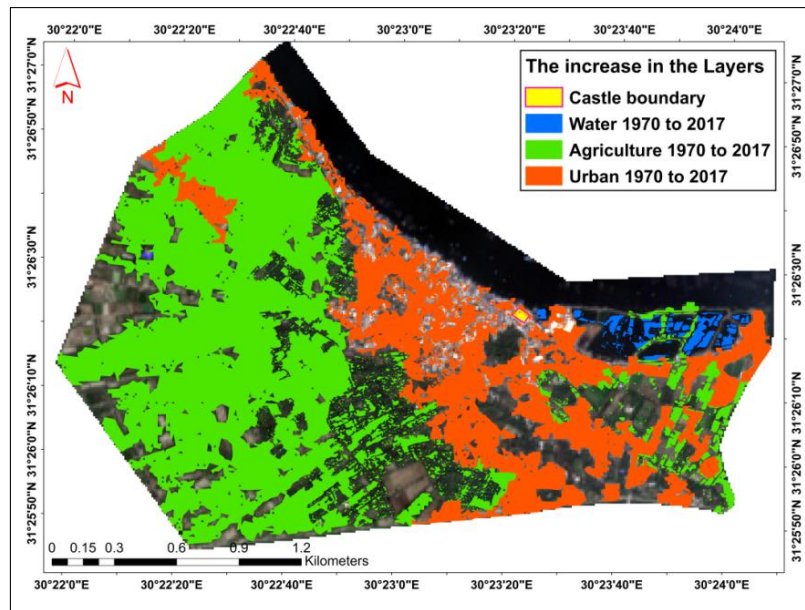 30°22'0"E 30°22'20"E 30°22'40"E 30°23'0"E 30°23'20"E 30°23'40"E 30°24'0"E
31°27'0"N
31°26'50"N
31°26'30"N
31°26'10"N
31°26'0"N
31°25'50"N
N
The increase in the Layers
Castle boundary
Water 1970 to 2017
Agriculture 1970 to 2017
Urban 1970 to 2017
31°27'0"N
31°26'50"N
31°26'30"N
31°26'10"N
31°26'0"N
31°25'50"N
0 0.15 0.3 0.6 0.9 1.2
Kilometers
30°22'0"E 30°22'20"E 30°22'40"E 30°23'0"E 30°23'20"E 30°23'40"E 30°24'0"E